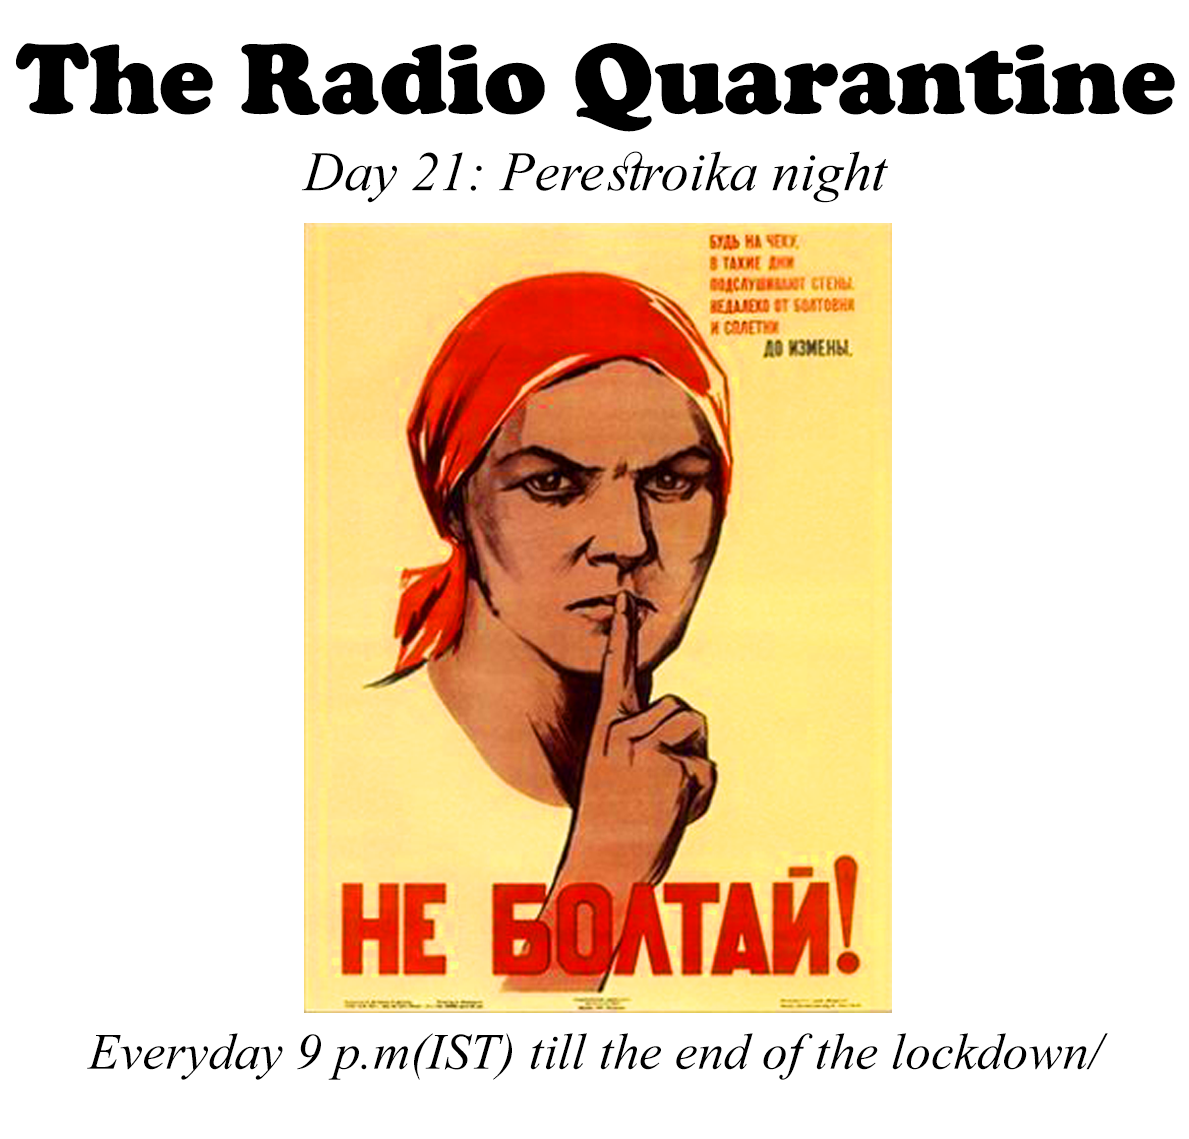 The Radio Quarantine
Day 21: Perestroika night
БУДЬ НА ЧЕКУ,
В ТАКИЕ ДНИ
ПОДСЛУШИВАЮТ СТЕНЫ.
НЕДАЛЕКО ОТ БОЛТОВНИ
И СПЛЕТНИ
ДО ИЗМЕНЫ.
НЕ БОЛТАЙ!
Everyday 9 p.m(IST) till the end of the lockdown/